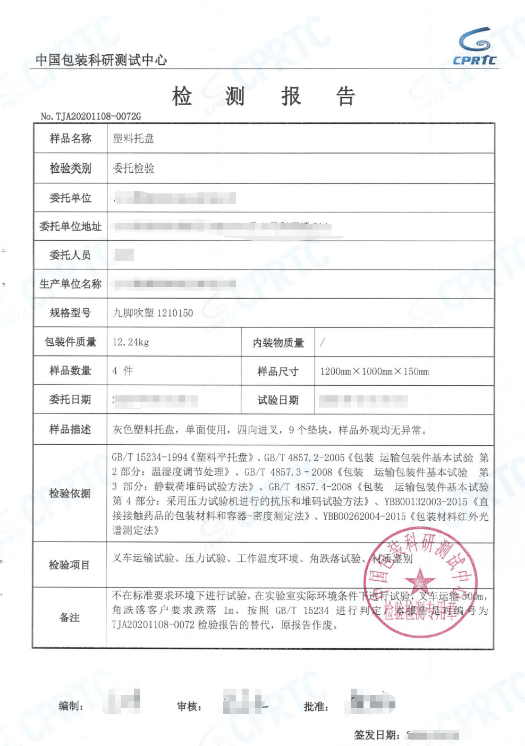 CPRTC
中国包装科研测试中心
检 测 报 告
No.TJA20201108-0072G
样品名称 塑料托盘
检验类别 委托检验
委托单位
委托单位地址
委托人员
生产单位名称
规格型号 九脚吹塑 1210150
包装件质量 12.24kg 内装物质量 /
样品数量 4 件 样品尺寸 1200mm×1000mm×150mm
委托日期 试验日期
样品描述 灰色塑料托盘，单面使用，四向进叉，9 个垫块，样品外观均无异常。
GB/T 15234-1994《塑料平托盘》、GB/T 4857.2-2005《包装 运输包装件基本试验 第
2 部分：温湿度调节处理》、GB/T 4857.3-2008《包装 运输包装件基本试验 第
3 部分：静载荷堆码试验方法》、GB/T 4857.4-2008《包装 运输包装件基本试验
检验依据
第 4 部分：采用压力试验机进行的抗压和堆码试验方法》、YBB00132003-2015《直
接接触药品的包装材料和容器-密度测定法》、YBB00262004-2015《包装材料红外光
谱测定法》
检验项目 叉车运输试验、压力试验、工作温度环境、角跌落试验、材质鉴别
不在标准要求环境下进行试验，在实验室实际环境条件下进行试验，叉车运输 500m，
备注 角跌落客户要求跌落 1m，按照 GB/T 15234 进行判定，本报告是对编号为
TJA20201108-0072 检验报告的替代，原报告作废。
中国包装科研测试中心
检验检测专用章
编制： 审核： 批准：
签发日期：